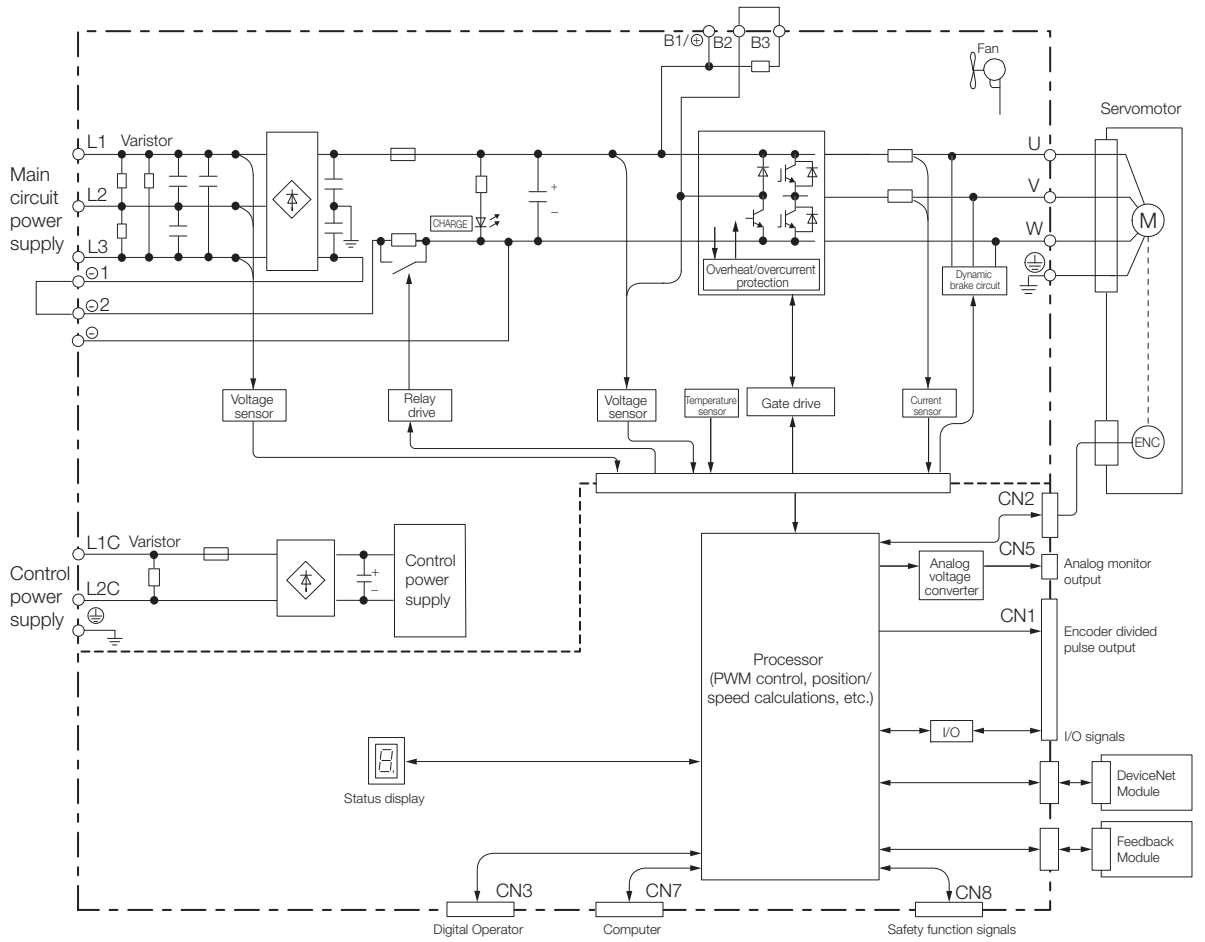 B1/⊕ B2 B3
Fan
Servomotor
Main
circuit
power
supply
L1
Varistor
L2
L3
⊖1
⊖2
⊖
CHARGE
+
–
Overheat/overcurrent
protection
U
V
W
M
Dynamic
brake circuit
Voltage
sensor
Relay
drive
Voltage
sensor
Temperature
sensor
Gate drive
Current
sensor
ENC
Control
power
supply
L1C
Varistor
L2C
+
–
Control
power
supply
CN2
CN5
Analog
voltage
converter
Analog monitor
output
CN1
Encoder divided
pulse output
Processor
(PWM control, position/
speed calculations, etc.)
I/O
I/O signals
8.
Status display
DeviceNet
Module
Feedback
Module
CN3
CN7
CN8
Digital Operator
Computer
Safety function signals